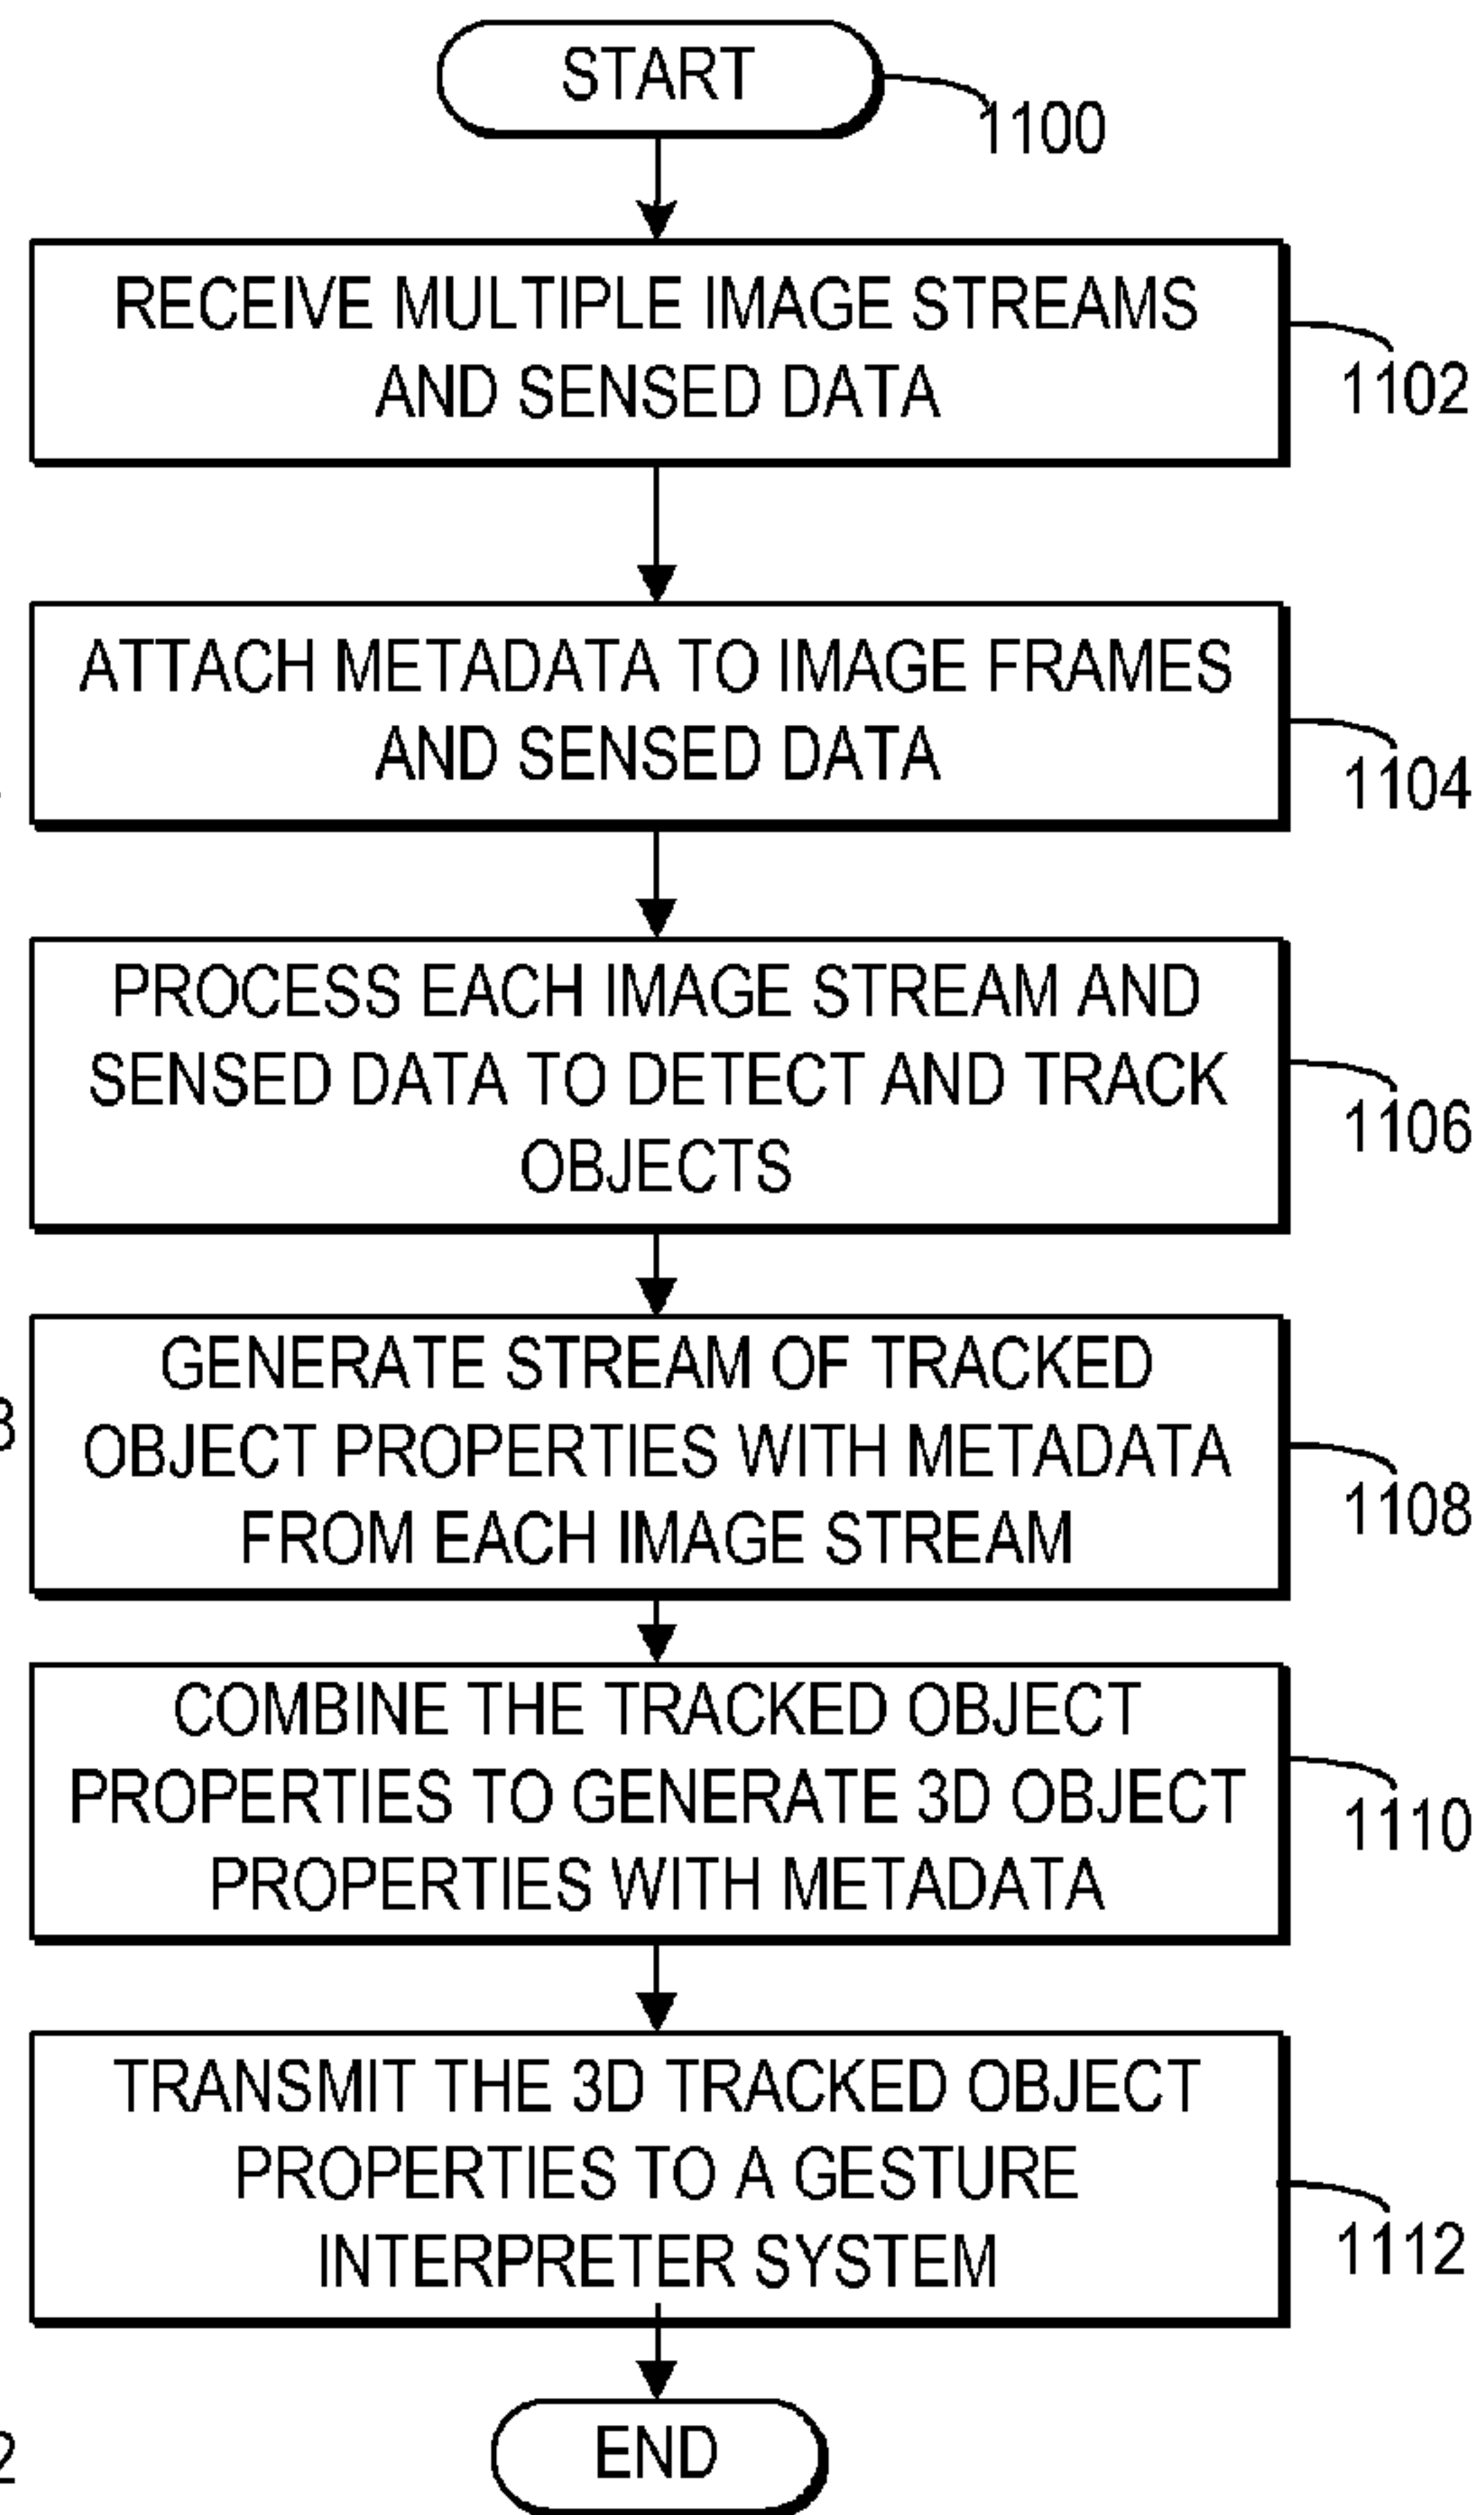 START
1100
RECEIVE MULTIPLE IMAGE STREAMS
AND SENSED DATA
1102
ATTACH METADATA TO IMAGE FRAMES
AND SENSED DATA
1104
PROCESS EACH IMAGE STREAM AND
SENSED DATA TO DETECT AND TRACK
OBJECTS
1106
GENERATE STREAM OF TRACKED
OBJECT PROPERTIES WITH METADATA
FROM EACH IMAGE STREAM
1108
COMBINE THE TRACKED OBJECT
PROPERTIES TO GENERATE 3D OBJECT
PROPERTIES WITH METADATA
1110
TRANSMIT THE 3D TRACKED OBJECT
PROPERTIES TO A GESTURE
INTERPRETER SYSTEM
1112
END